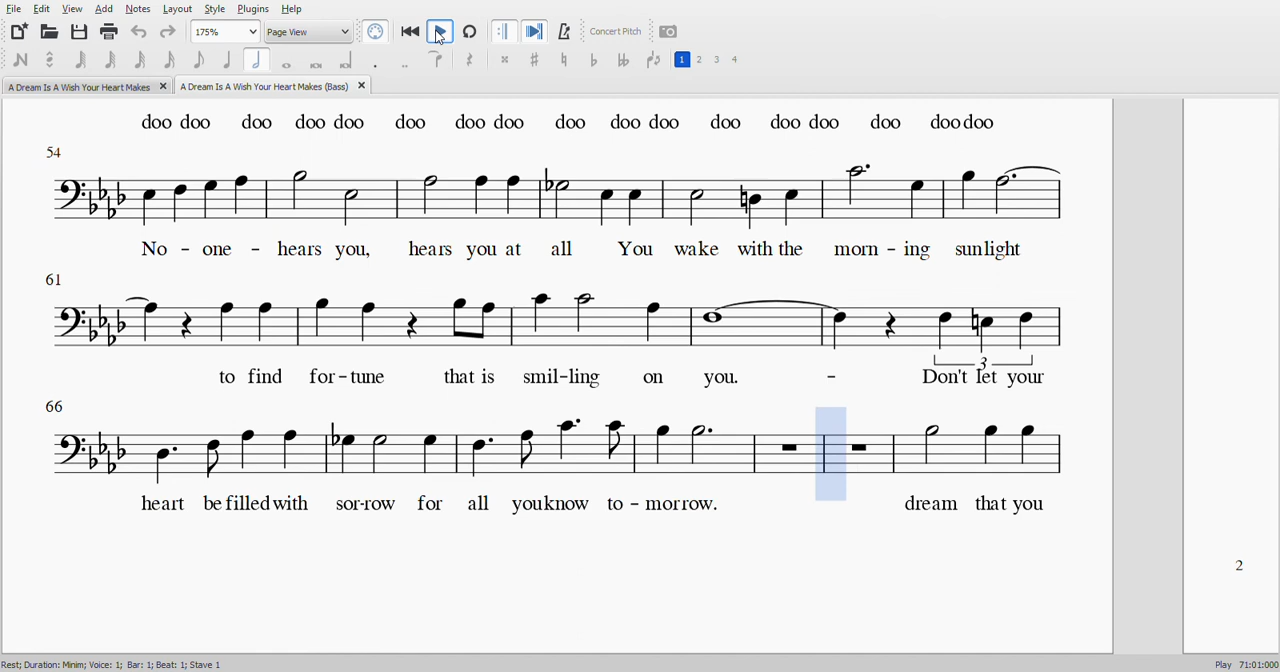 File Edit View Add Notes Layout Style Plugins Help
175% Page View Concert Pitch
1 2 3 4
A Dream Is A Wish Your Heart Makes A Dream Is A Wish Your Heart Makes (Bass)
doo doo doo doo doo doo doo doo doo doo doo doo doo doo doo doo doo
54
No - one - hears you, hears you at all You wake with the morn - ing sunlight
61
3
to find for - tune that is smil - ling on you. - Don't let your
66
heart be filled with sor - row for all you know to - morrow. dream that you
2
Rest; Duration: Minim; Voice: 1; Bar: 1; Beat: 1; Stave 1 Play 71:01:000